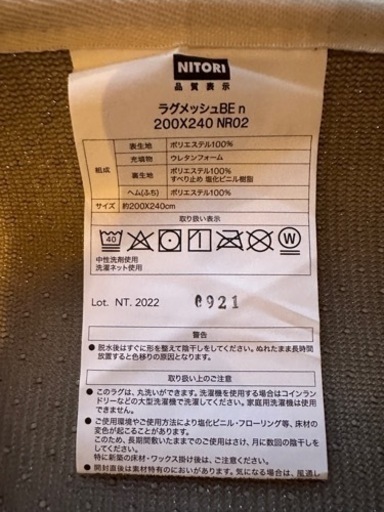 NITORI
品質表示
ラグメッシュBE n
200X240 NR02
組成
表生地 ポリエステル100%
充填物 ウレタンフォーム
裏生地 ポリエステル100%
すべり止め 塩化ビニル樹脂
ヘム(ふち) ポリエステル100%
サイズ 約200X240cm
取り扱い表示
40
W
中性洗剤使用
洗濯ネット使用
Lot. NT. 2022 0921
警告
●脱水後はすぐに形を整えて陰干しをしてください。ぬれたまま長時間
放置すると色移りの原因となります。
取り扱い上のご注意
●このラグは、丸洗いができます。洗濯機を使用する場合はコインラン
ドリーなどの大型洗濯機で洗濯してください。家庭用洗濯機は使用
できません。
●ご使用環境や使用方法により塩化ビニル・フローリング等、床材の
変色が起こることがあります。
このため、長期間敷いたままでのご使用はさけ、月に数回の陰干しを
してください。
特に新築の床材・ワックス掛け後は、色が付着
●開封直後は素材特有のにおいがあります。気になる場合は、風通し